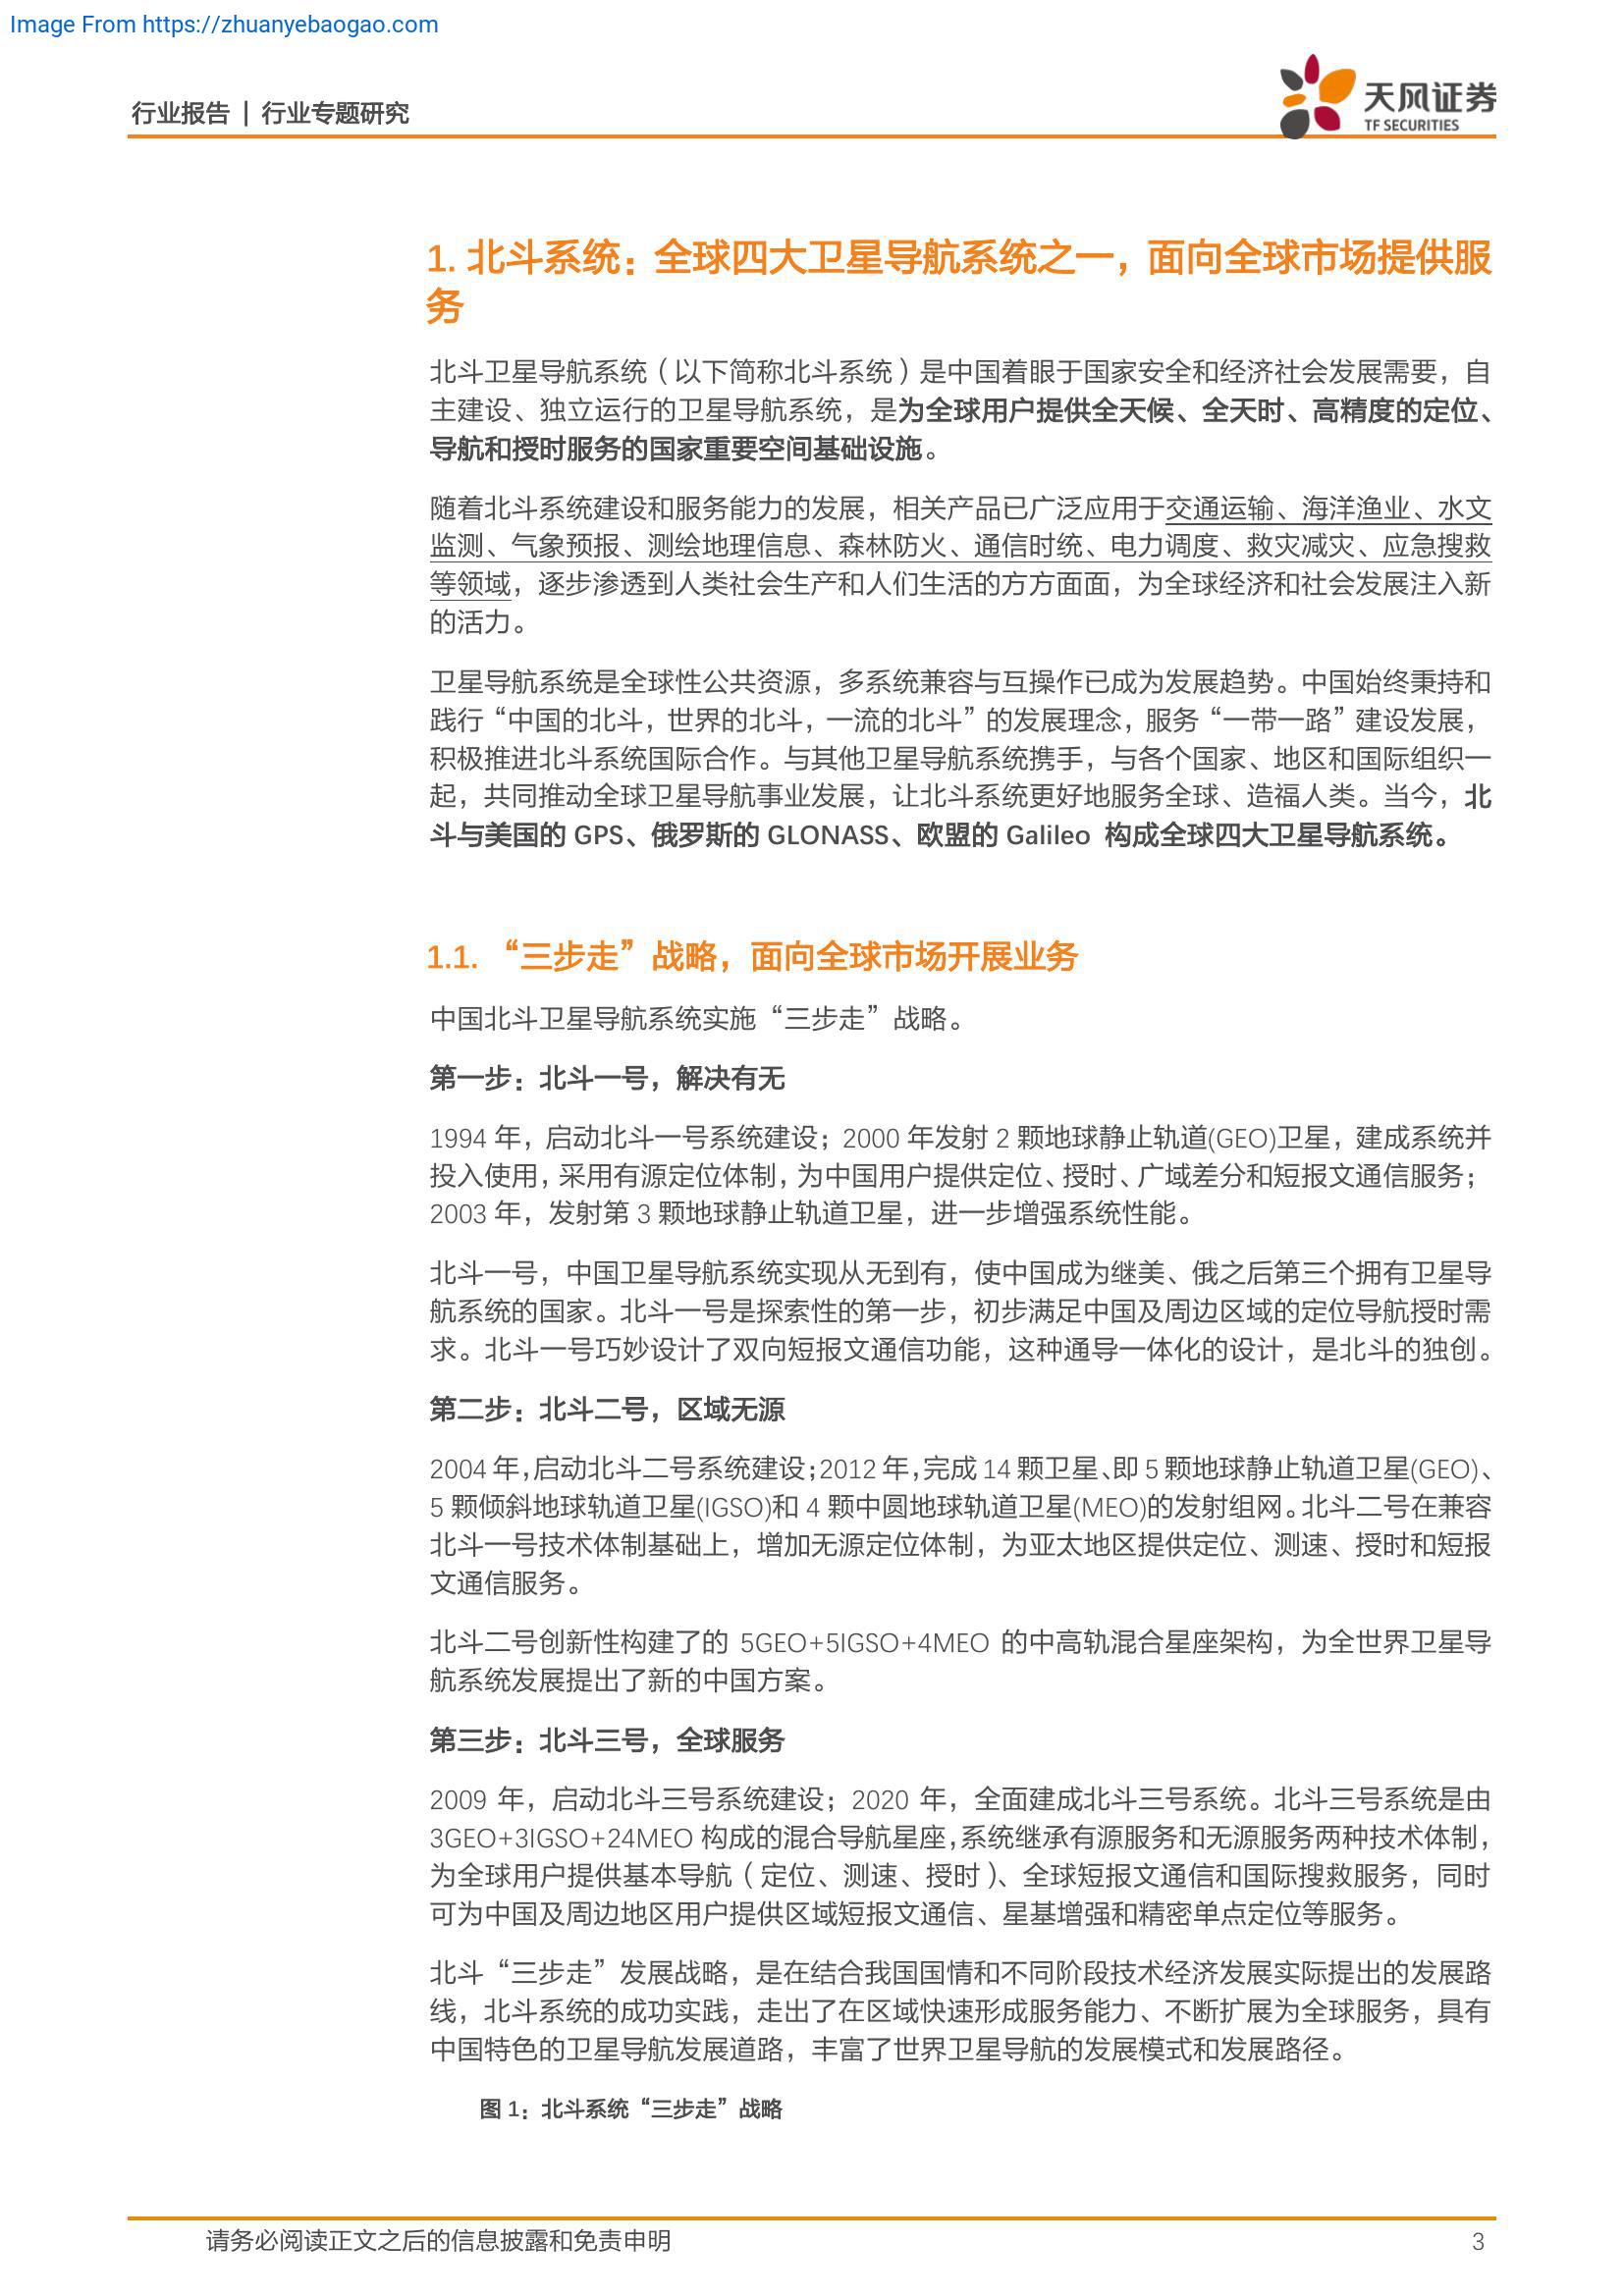 Image From https://zhuanyebaogao.com
行业报告 | 行业专题研究
天风证券
TF SECURITIES
1. 北斗系统：全球四大卫星导航系统之一，面向全球市场提供服
务
北斗卫星导航系统（以下简称北斗系统）是中国着眼于国家安全和经济社会发展需要，自
主建设、独立运行的卫星导航系统，是为全球用户提供全天候、全天时、高精度的定位、
导航和授时服务的国家重要空间基础设施。
随着北斗系统建设和服务能力的发展，相关产品已广泛应用于交通运输、海洋渔业、水文
监测、气象预报、测绘地理信息、森林防火、通信时统、电力调度、救灾减灾、应急搜救
等领域，逐步渗透到人类社会生产和人们生活的方方面面，为全球经济和社会发展注入新
的活力。
卫星导航系统是全球性公共资源，多系统兼容与互操作已成为发展趋势。中国始终秉持和
践行“中国的北斗，世界的北斗，一流的北斗”的发展理念，服务“一带一路”建设发展，
积极推进北斗系统国际合作。与其他卫星导航系统携手，与各个国家、地区和国际组织一
起，共同推动全球卫星导航事业发展，让北斗系统更好地服务全球、造福人类。当今，北
斗与美国的 GPS、俄罗斯的 GLONASS、欧盟的 Galileo 构成全球四大卫星导航系统。
1.1. “三步走”战略，面向全球市场开展业务
中国北斗卫星导航系统实施“三步走”战略。
第一步：北斗一号，解决有无
1994 年，启动北斗一号系统建设；2000 年发射 2 颗地球静止轨道(GEO)卫星，建成系统并
投入使用，采用有源定位体制，为中国用户提供定位、授时、广域差分和短报文通信服务；
2003 年，发射第 3 颗地球静止轨道卫星，进一步增强系统性能。
北斗一号，中国卫星导航系统实现从无到有，使中国成为继美、俄之后第三个拥有卫星导
航系统的国家。北斗一号是探索性的第一步，初步满足中国及周边区域的定位导航授时需
求。北斗一号巧妙设计了双向短报文通信功能，这种通导一体化的设计，是北斗的独创。
第二步：北斗二号，区域无源
2004 年，启动北斗二号系统建设；2012 年，完成 14 颗卫星、即 5 颗地球静止轨道卫星(GEO)、
5 颗倾斜地球轨道卫星(IGSO)和 4 颗中圆地球轨道卫星(MEO)的发射组网。北斗二号在兼容
北斗一号技术体制基础上，增加无源定位体制，为亚太地区提供定位、测速、授时和短报
文通信服务。
北斗二号创新性构建了的 5GEO+5IGSO+4MEO 的中高轨混合星座架构，为全世界卫星导
航系统发展提出了新的中国方案。
第三步：北斗三号，全球服务
2009 年，启动北斗三号系统建设；2020 年，全面建成北斗三号系统。北斗三号系统是由
3GEO+3IGSO+24MEO 构成的混合导航星座，系统继承有源服务和无源服务两种技术体制，
为全球用户提供基本导航（定位、测速、授时）、全球短报文通信和国际搜救服务，同时
可为中国及周边地区用户提供区域短报文通信、星基增强和精密单点定位等服务。
北斗“三步走”发展战略，是在结合我国国情和不同阶段技术经济发展实际提出的发展路
线，北斗系统的成功实践，走出了在区域快速形成服务能力、不断扩展为全球服务，具有
中国特色的卫星导航发展道路，丰富了世界卫星导航的发展模式和发展路径。
图 1：北斗系统“三步走”战略
请务必阅读正文之后的信息披露和免责申明
3